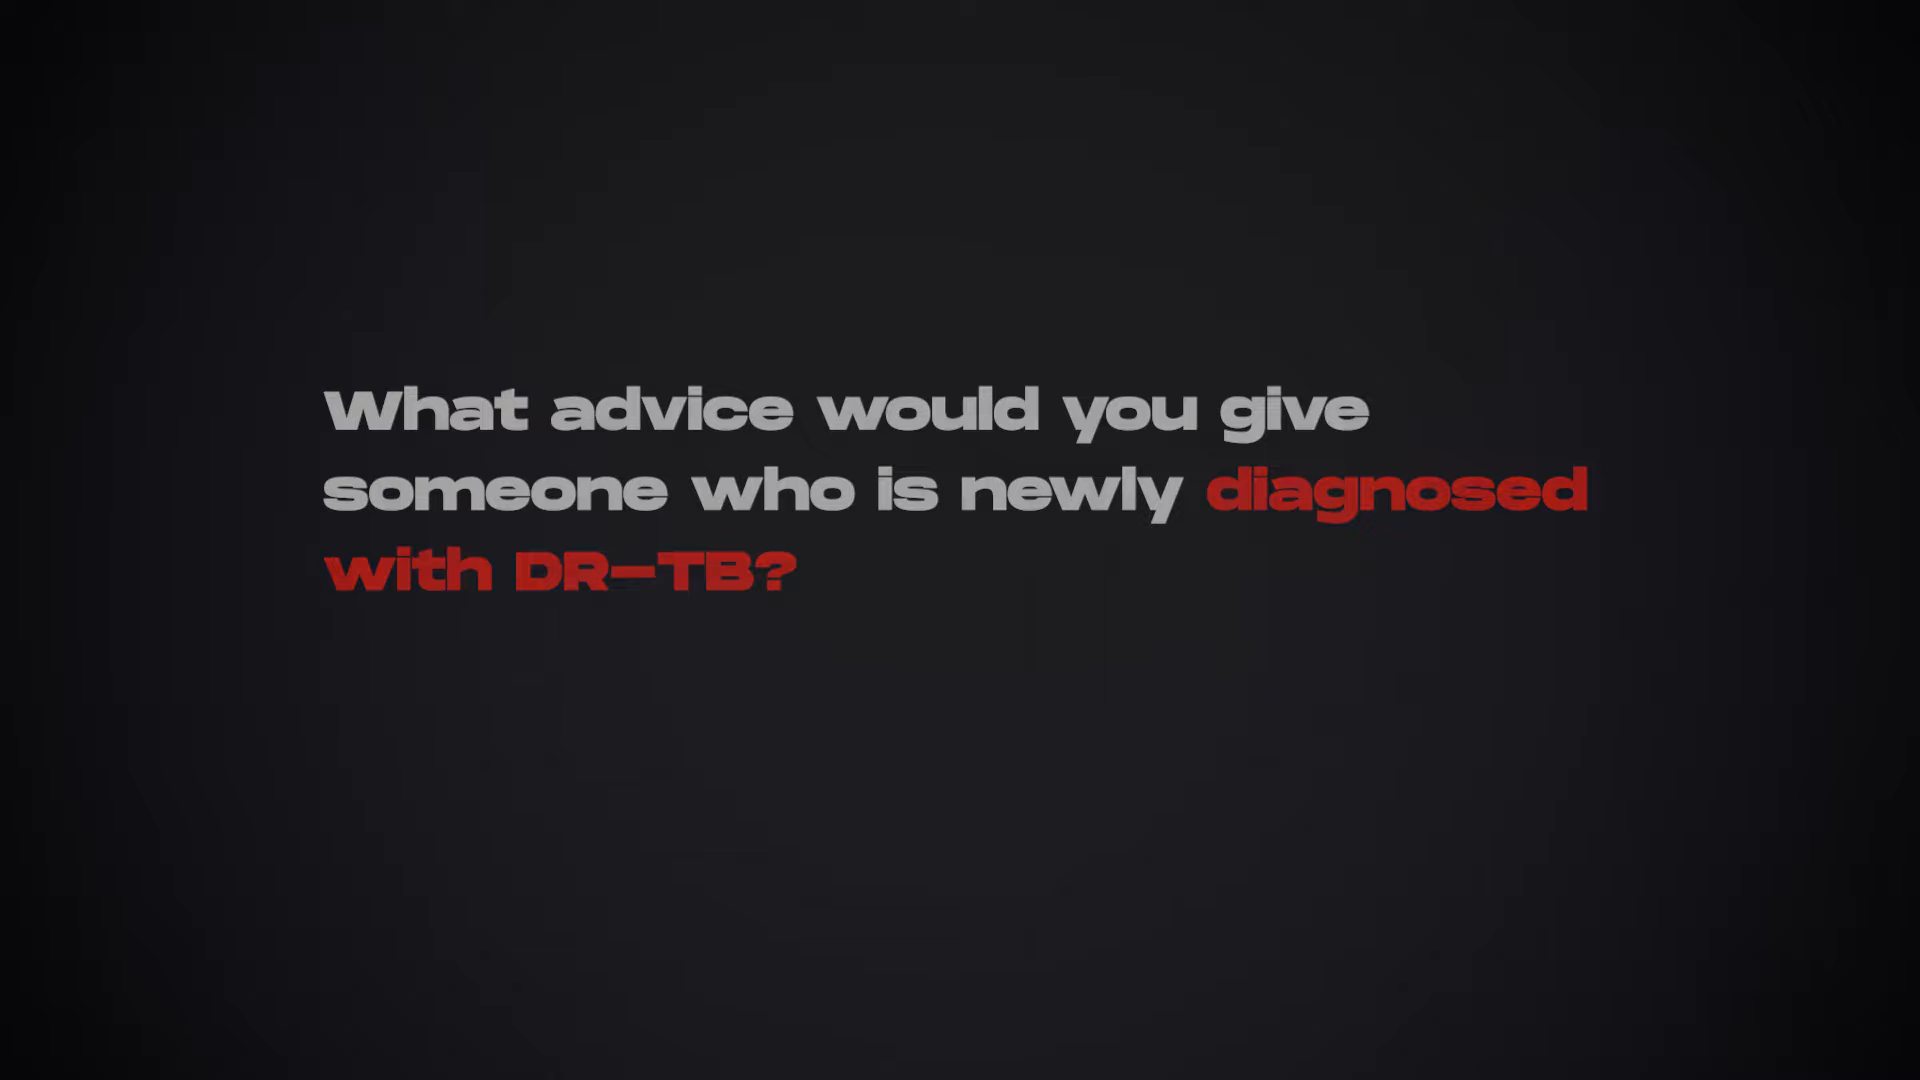 What advice would you give
someone who is newly diagnosed
with DR-TB?